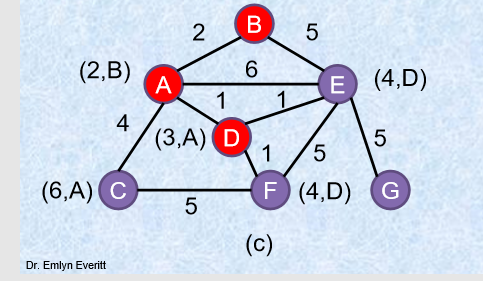 B
2
5
(2,B)
A
6
E
(4,D)
1
1
4
(3,A)
D
1
5
5
(6,A)
C
5
F
(4,D)
G
(c)
Dr. Emlyn Everitt